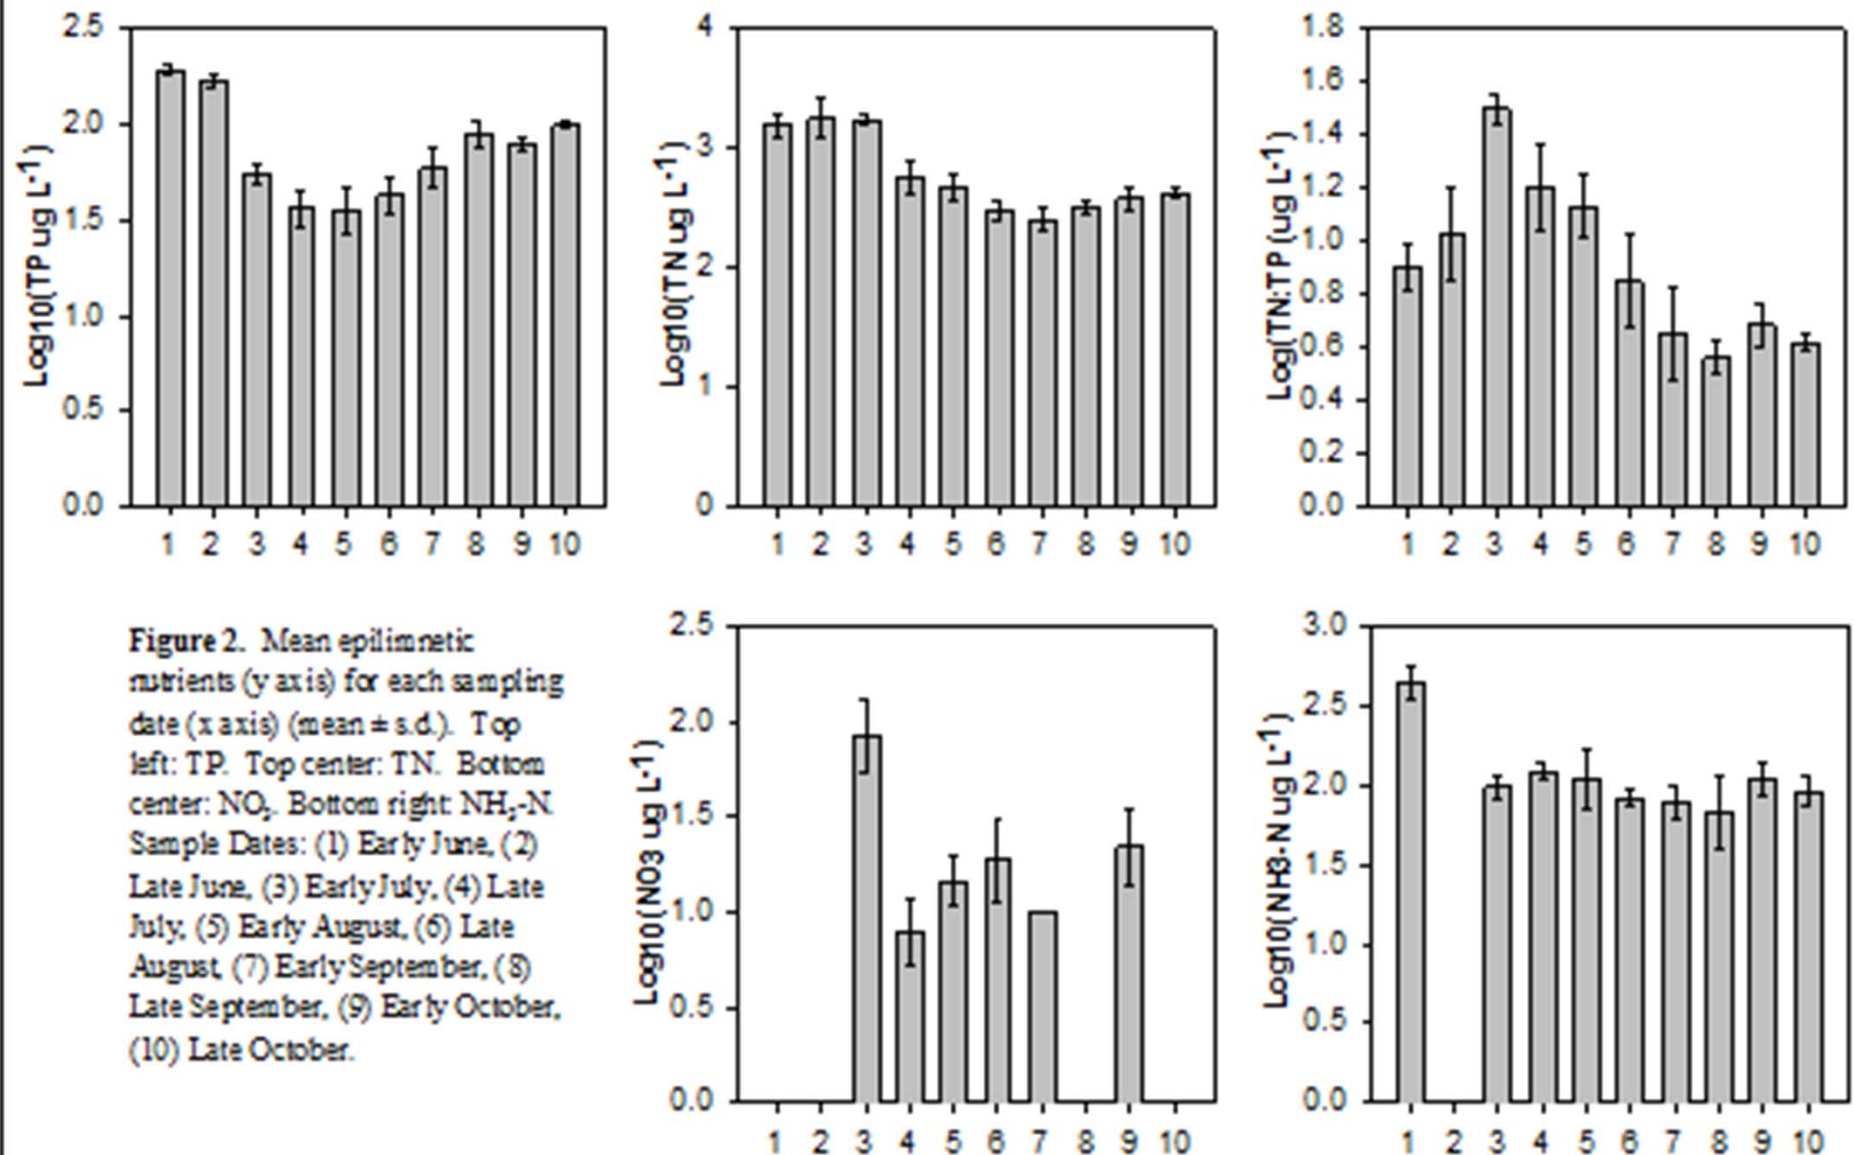 2.5
2.0
1.5
1.0
0.5
0.0
Log10(TP ug L-1)
1 2 3 4 5 6 7 8 9 10
4
3
2
1
0
Log10(TN ug L-1)
1 2 3 4 5 6 7 8 9 10
1.8
1.6
1.4
1.2
1.0
0.8
0.6
0.4
0.2
0.0
Log(TN:TP (ug L-1)
1 2 3 4 5 6 7 8 9 10
Figure 2. Mean epilimnetic
nutrients (y axis) for each sampling
date (x axis) (mean ± s.d.). Top
left: TP. Top center: TN. Bottom
center: NO₃. Bottom right: NH₃-N.
Sample Dates: (1) Early June, (2)
Late June, (3) Early July, (4) Late
July, (5) Early August, (6) Late
August, (7) Early September, (8)
Late September, (9) Early October,
(10) Late October.
2.5
2.0
1.5
1.0
0.5
0.0
Log10(NO3 ug L-1)
1 2 3 4 5 6 7 8 9 10
3.0
2.5
2.0
1.5
1.0
0.5
0.0
Log10(NH3-N ug L-1)
1 2 3 4 5 6 7 8 9 10